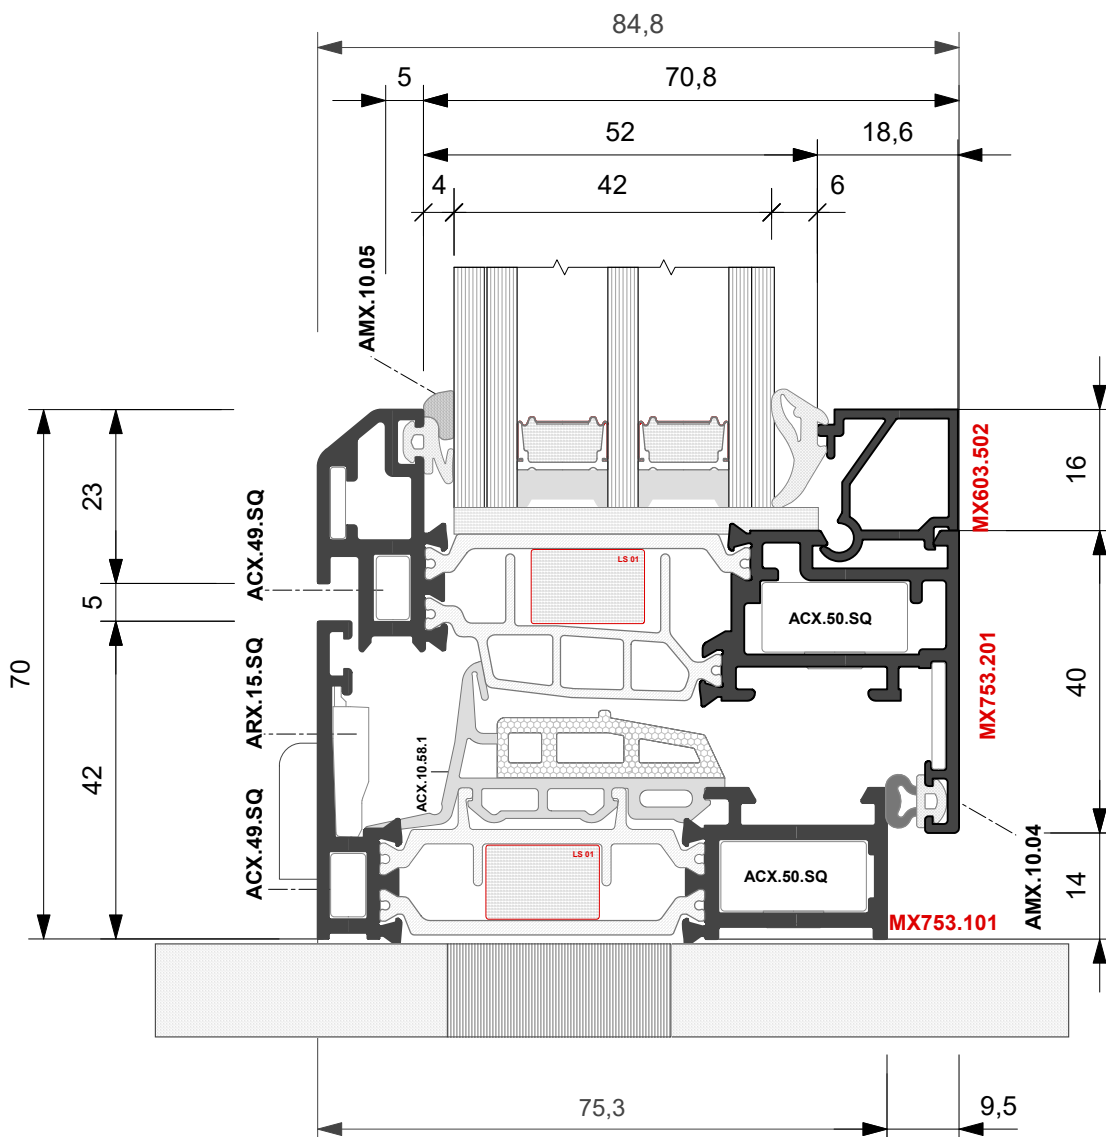 84,8
5
70,8
52
18,6
4
42
6
AMX.10.05
23
ACX.49.SQ
LS 01
MX603.502
16
5
ACX.50.SQ
70
ARX.15.SQ
MX753.201
40
42
ACX.10.58.1
ACX.49.SQ
LS 01
ACX.50.SQ
AMX.10.04
14
MX753.101
75,3
9,5